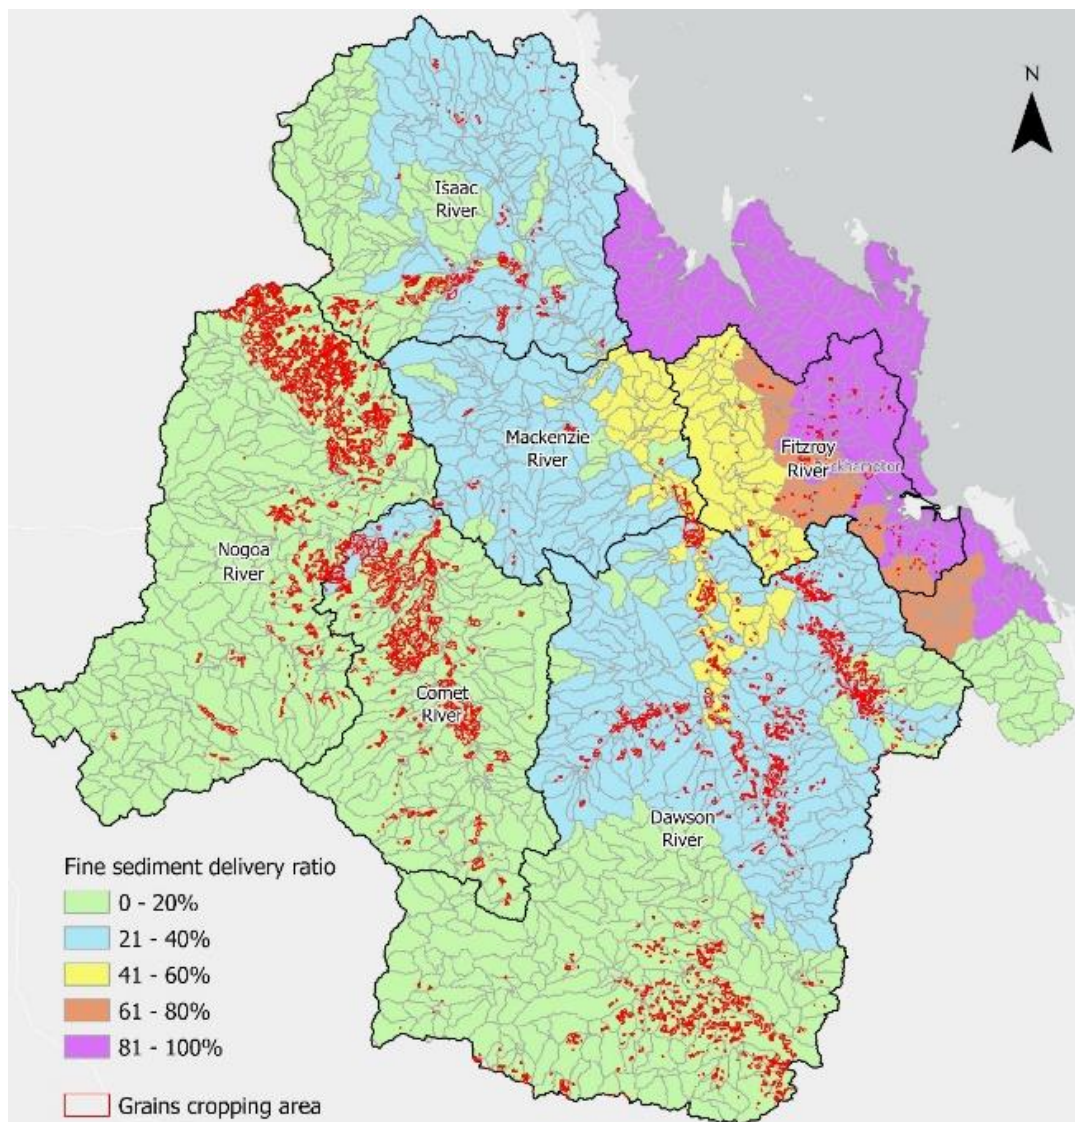 N
Isaac
River
Mackenzie
River
Fitzroy
River
Nogoa
River
Comet
River
Dawson
River
Fine sediment delivery ratio
0 - 20%
21 - 40%
41 - 60%
61 - 80%
81 - 100%
Grains cropping area